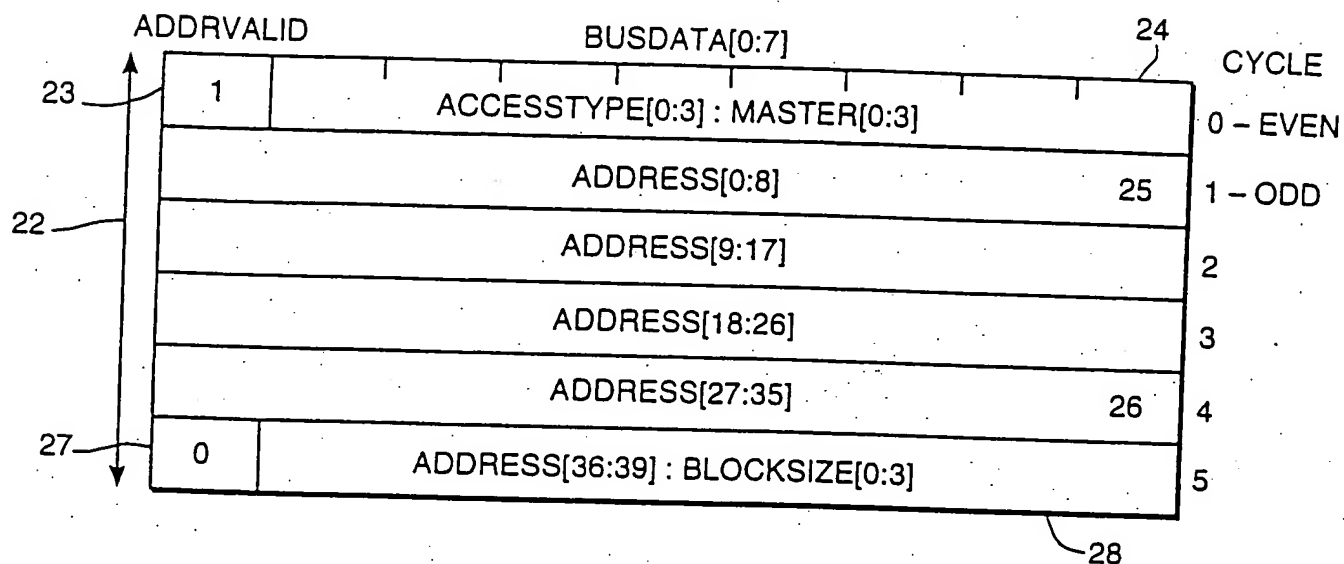 ADDRVALID BUSDATA[0:7] 24 CYCLE
23 1 ACCESSTYPE[0:3] : MASTER[0:3] 0 – EVEN
ADDRESS[0:8] 25 1 – ODD
22 ADDRESS[9:17] 2
ADDRESS[18:26] 3
ADDRESS[27:35] 26 4
27 0 ADDRESS[36:39] : BLOCKSIZE[0:3] 5
28